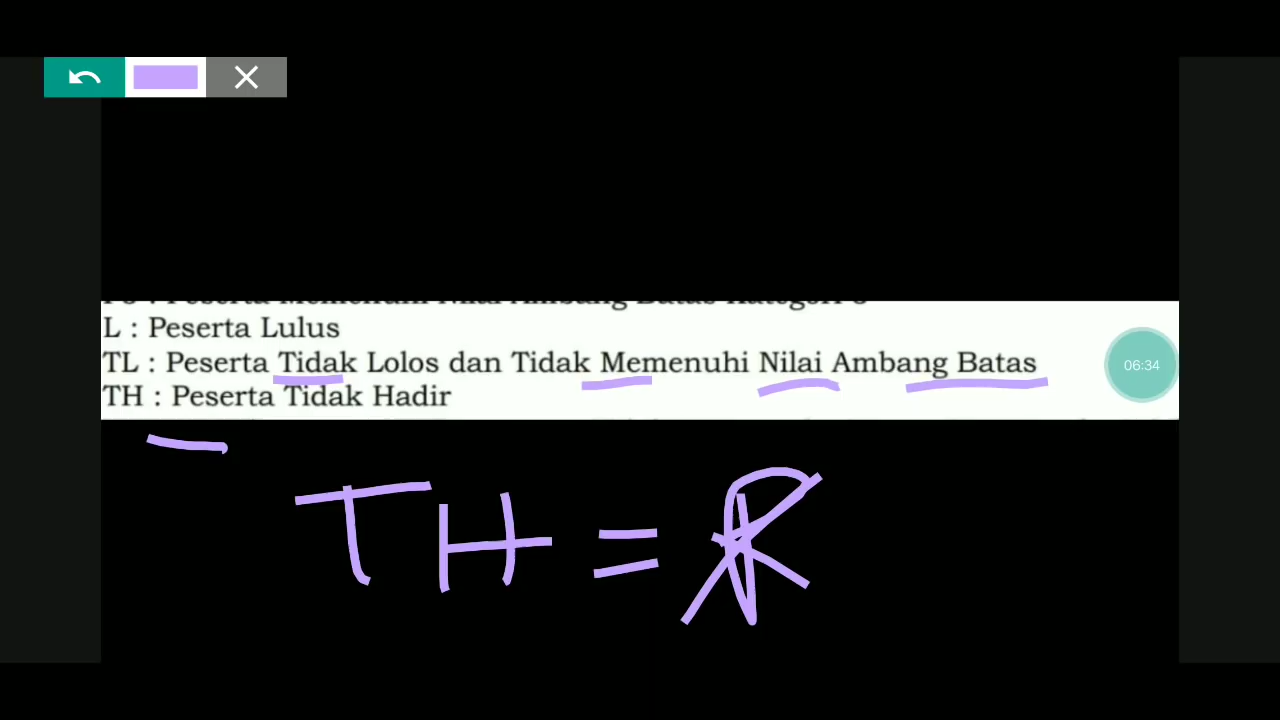 L : Peserta Lulus
TL : Peserta Tidak Lolos dan Tidak Memenuhi Nilai Ambang Batas
TH : Peserta Tidak Hadir
06:34
TH =